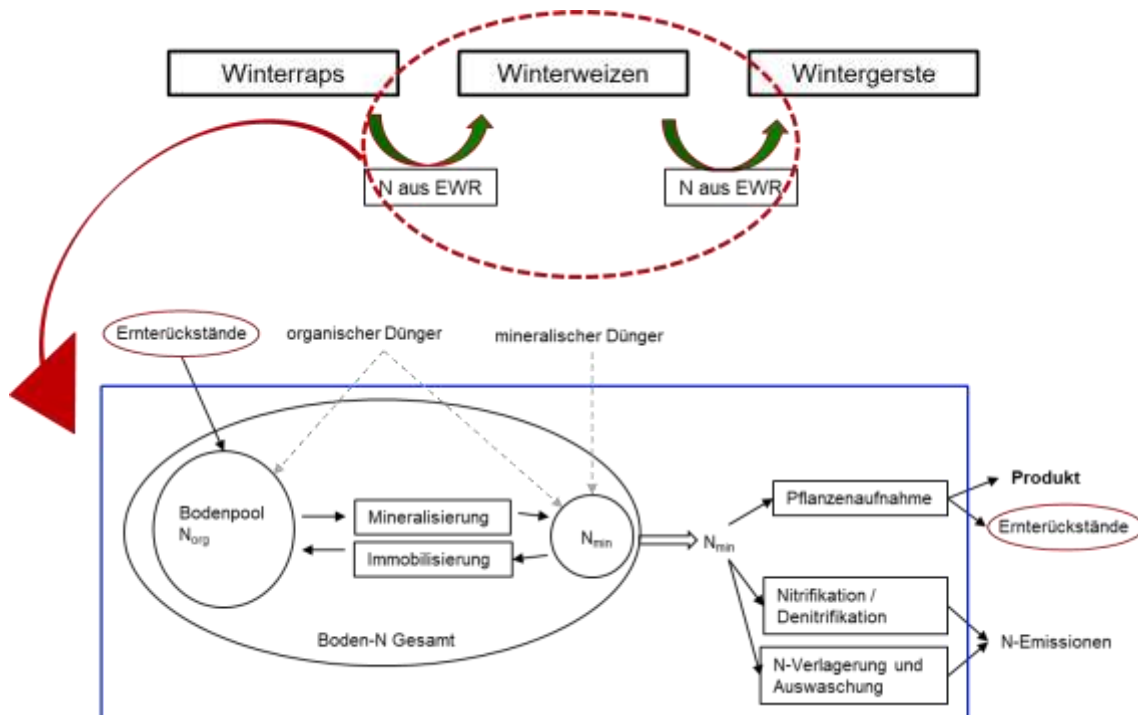 Winterraps
Winterweizen
Wintergerste
N aus EWR
N aus EWR
Ernterückstände
organischer Dünger
mineralischer Dünger
Bodenpool
Norg
Mineralisierung
Immobilisierung
Nmin
Boden-N Gesamt
Nmin
Pflanzenaufnahme
Produkt
Ernterückstände
Nitrifikation /
Denitrifikation
N-Emissionen
N-Verlagerung und
Auswaschung